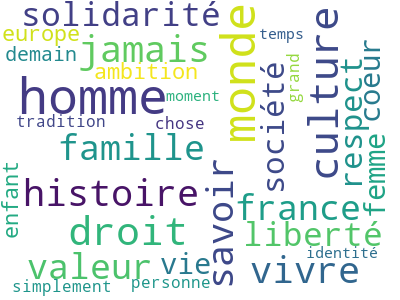 solidarité
europe
jamais
demain
ambition
homme
moment
tradition
chose
famille
histoire
enfant
droit
valeur
vie
simplement
personne
savoir
monde
temps
grand
société
culture
respect
coeur
femme
france
liberté
identité
vivre